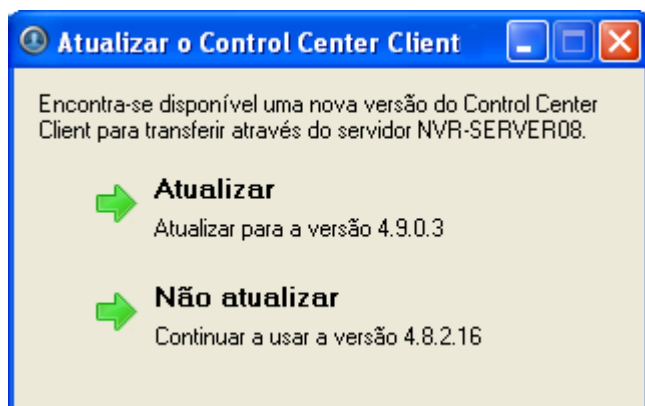 Atualizar o Control Center Client
Encontra-se disponível uma nova versão do Control Center
Client para transferir através do servidor NVR-SERVER08.
Atualizar
Atualizar para a versão 4.9.0.3
Não atualizar
Continuar a usar a versão 4.8.2.16